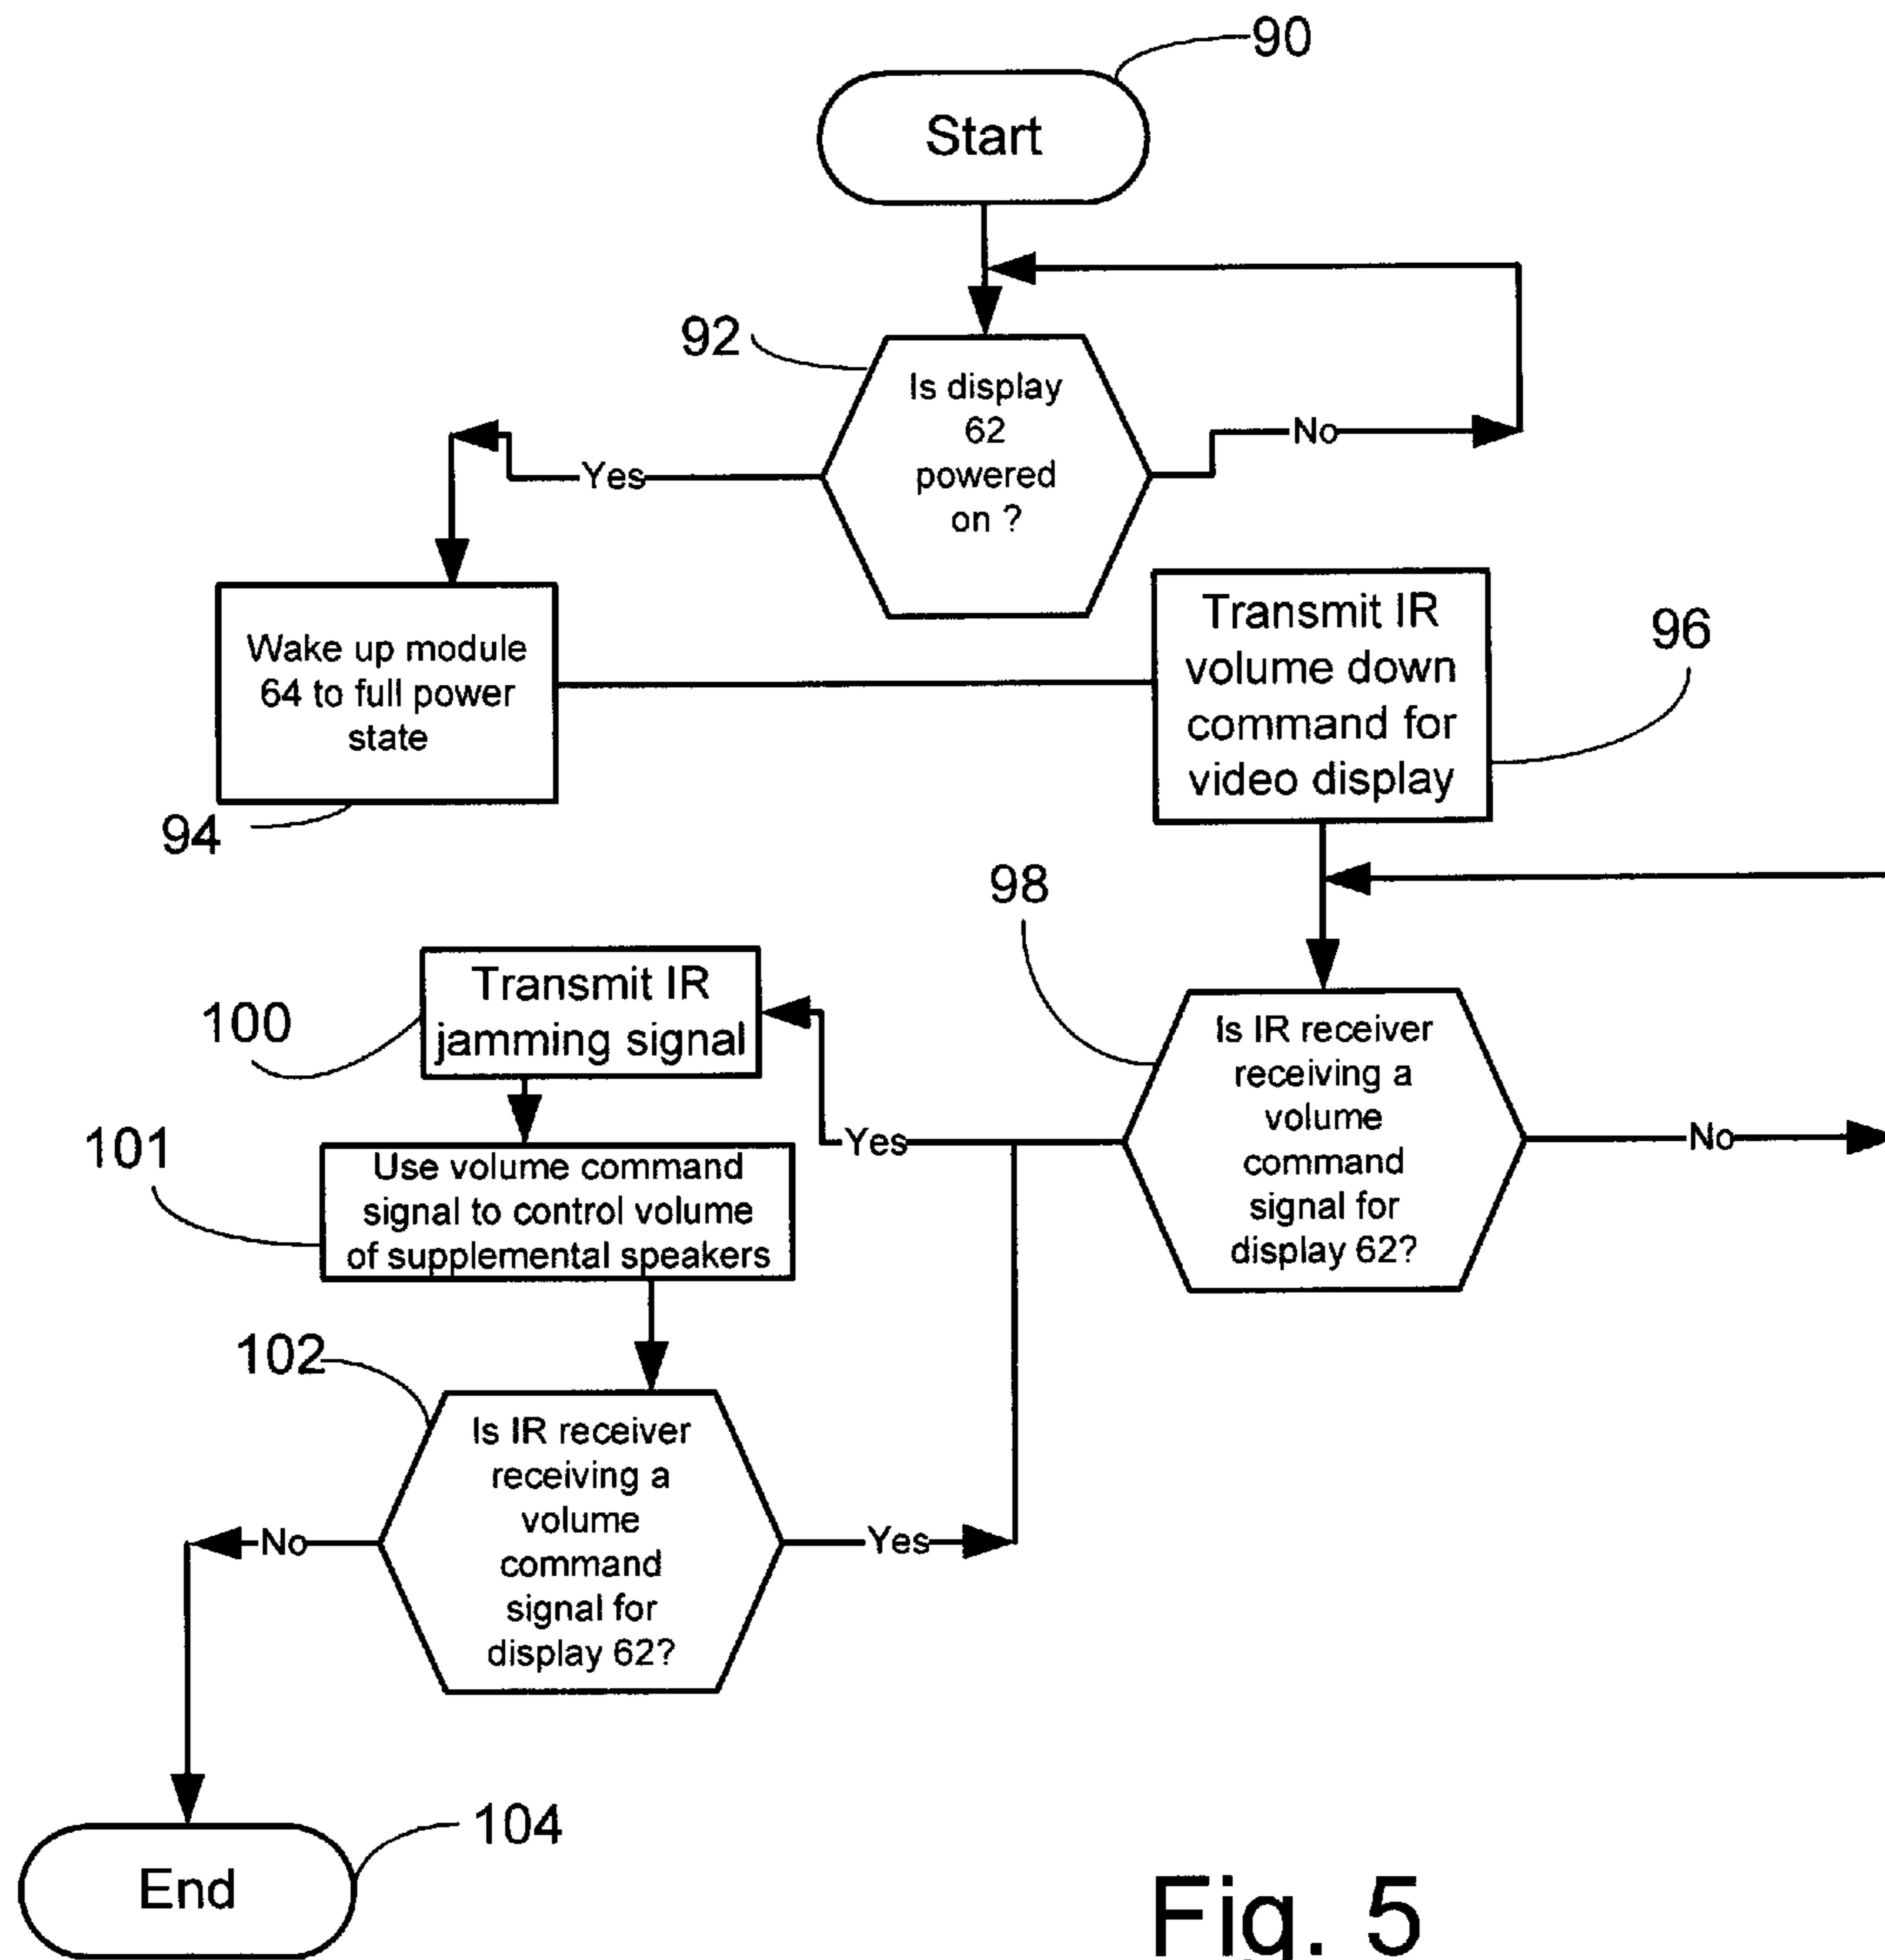 90
Start
92
Is display
62
powered
on ?
No
Yes
Wake up module
64 to full power
state
94
Transmit IR
volume down
command for
video display
96
98
Is IR receiver
receiving a
volume
command
signal for
display 62?
No
Yes
Transmit IR
jamming signal
100
101
Use volume command
signal to control volume
of supplemental speakers
102
Is IR receiver
receiving a
volume
command
signal for
display 62?
No
Yes
104
End
Fig. 5